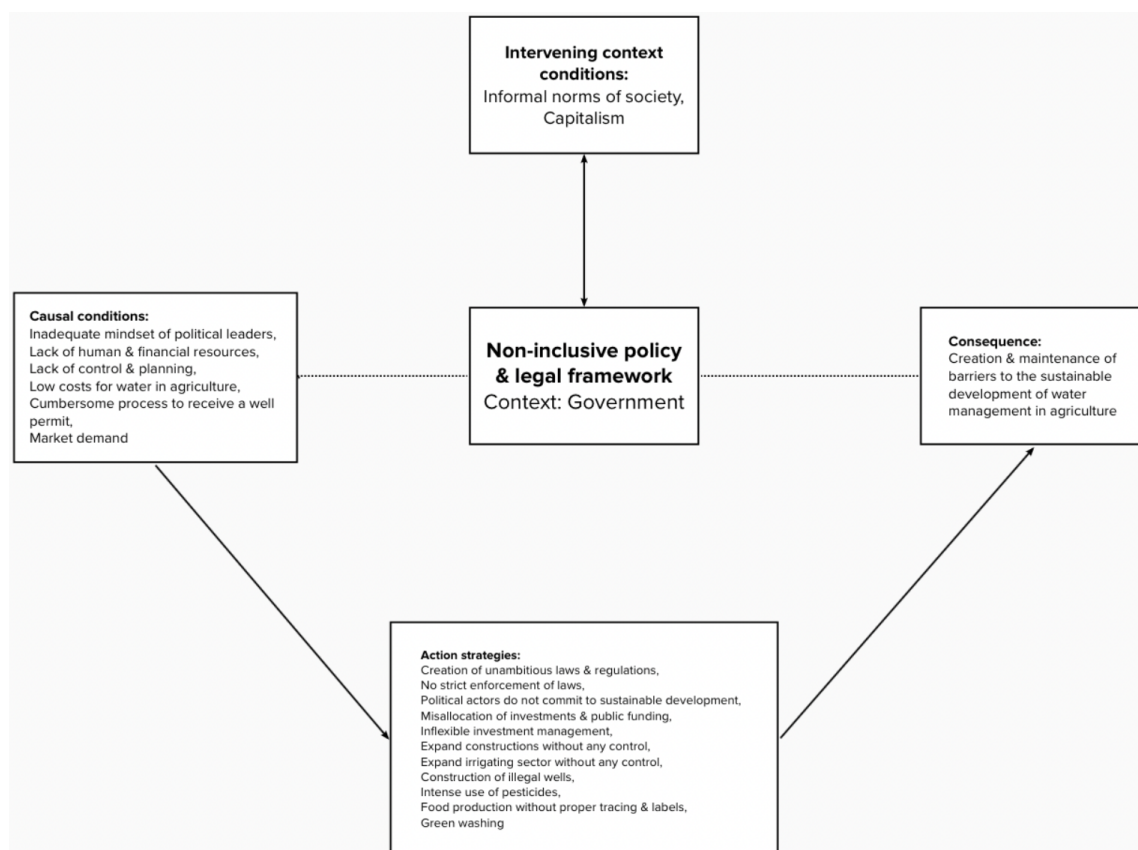 Intervening context
conditions:
Informal norms of society,
Capitalism
Causal conditions:
Inadequate mindset of political leaders,
Lack of human & financial resources,
Lack of control & planning,
Low costs for water in agriculture,
Cumbersome process to receive a well
permit,
Market demand
Non-inclusive policy
& legal framework
Context: Government
Consequence:
Creation & maintenance of
barriers to the sustainable
development of water
management in agriculture
Action strategies:
Creation of unambitious laws & regulations,
No strict enforcement of laws,
Political actors do not commit to sustainable development,
Misallocation of investments & public funding,
Inflexible investment management,
Expand constructions without any control,
Expand irrigating sector without any control,
Construction of illegal wells,
Intense use of pesticides,
Food production without proper tracing & labels,
Green washing